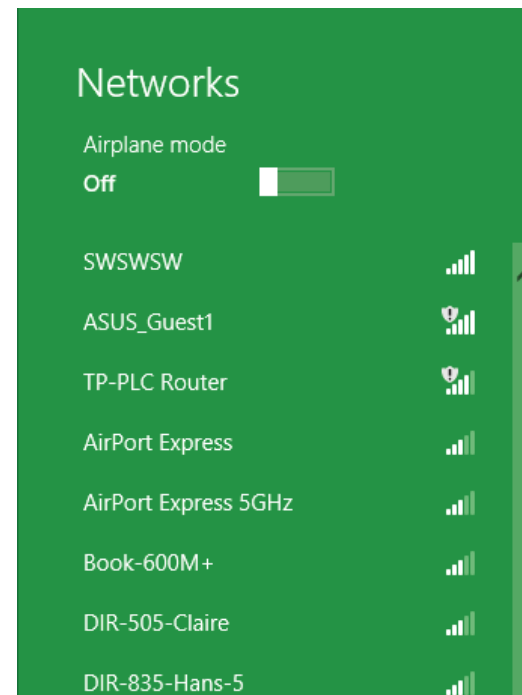 Networks
Airplane mode
Off
SWSWSW
ASUS_Guest1
TP-PLC Router
AirPort Express
AirPort Express 5GHz
Book-600M+
DIR-505-Claire
DIR-835-Hans-5